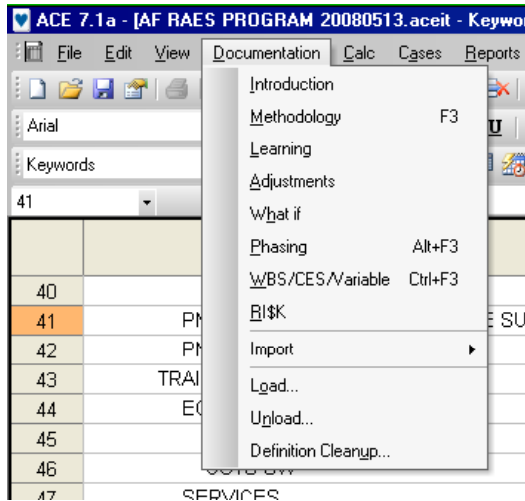 ACE 7.1a - [AF RAES PROGRAM 20080513.aceit - Keywor
File Edit View Documentation Calc Cases Reports
Arial
U
Keywords
41
Introduction
Methodology F3
Learning
Adjustments
What if
Phasing Alt+F3
WBS/CES/Variable Ctrl+F3
RI$K
Import
Load...
Unload...
Definition Cleanup...
40
41 SU
42
43 TRAI
44
45
46
47 SERVICES